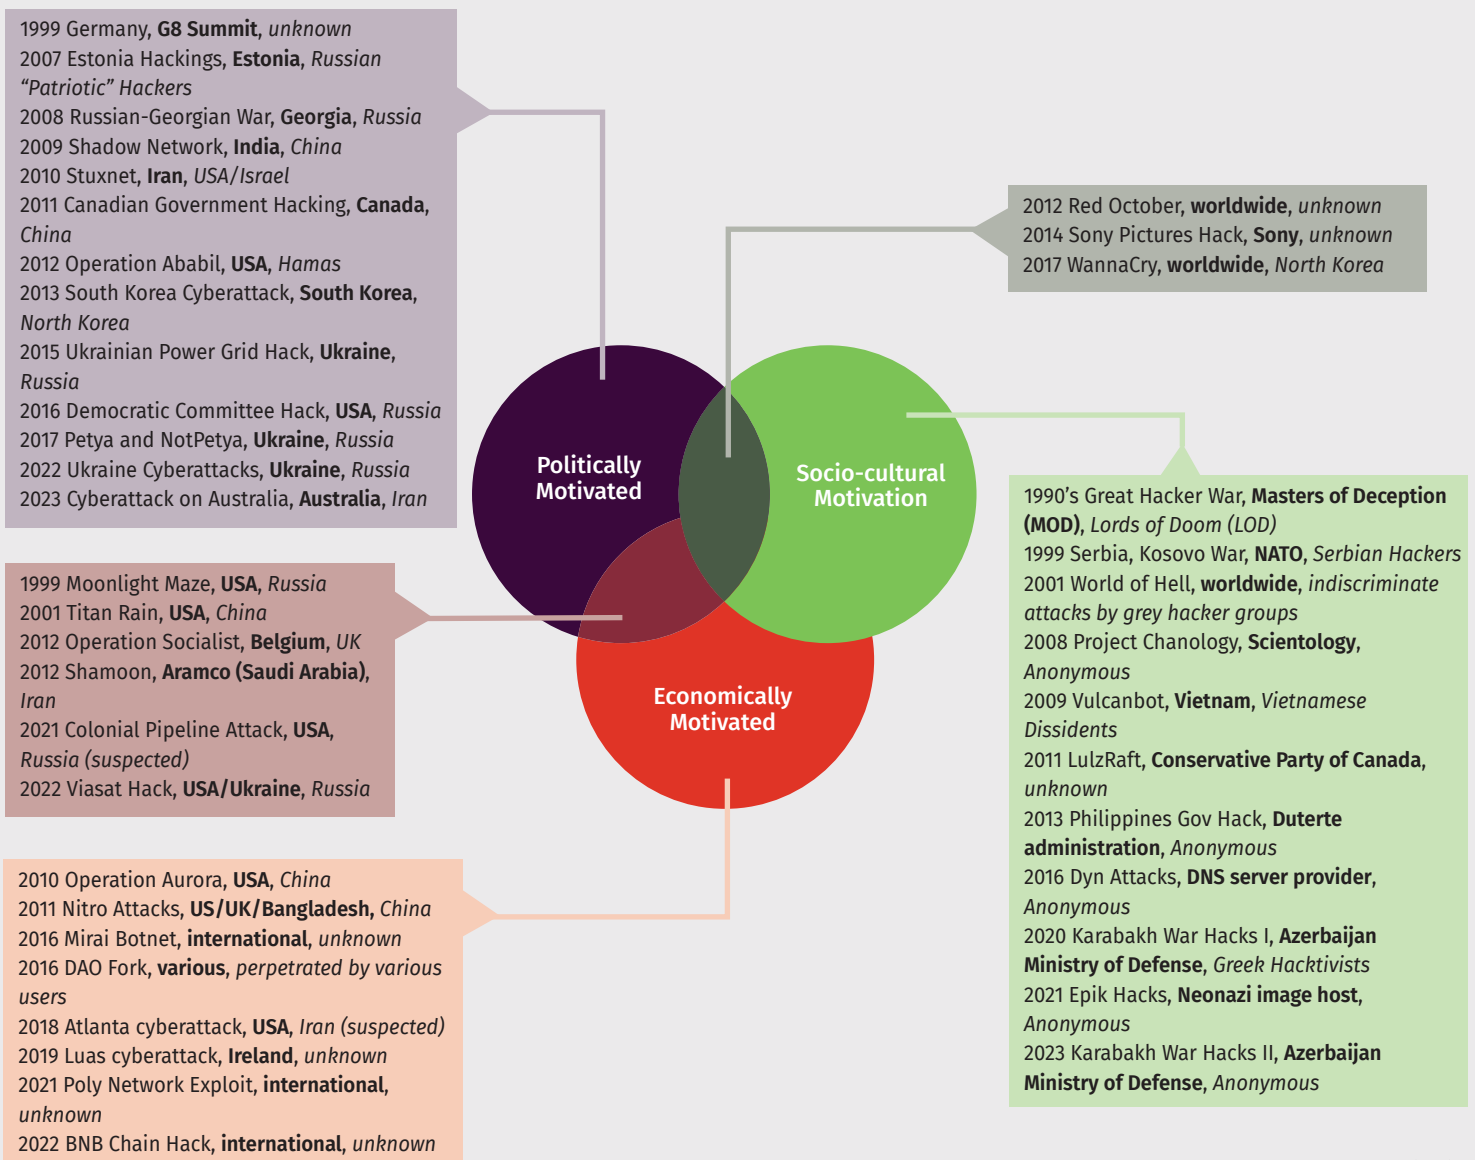 1999 Germany, G8 Summit, unknown
2007 Estonia Hackings, Estonia, Russian
“Patriotic” Hackers
2008 Russian-Georgian War, Georgia, Russia
2009 Shadow Network, India, China
2010 Stuxnet, Iran, USA/Israel
2011 Canadian Government Hacking, Canada,
China
2012 Operation Ababil, USA, Hamas
2013 South Korea Cyberattack, South Korea,
North Korea
2015 Ukrainian Power Grid Hack, Ukraine,
Russia
2016 Democratic Committee Hack, USA, Russia
2017 Petya and NotPetya, Ukraine, Russia
2022 Ukraine Cyberattacks, Ukraine, Russia
2023 Cyberattack on Australia, Australia, Iran
2012 Red October, worldwide, unknown
2014 Sony Pictures Hack, Sony, unknown
2017 WannaCry, worldwide, North Korea
Politically
Motivated
Socio-cultural
Motivation
Economically
Motivated
1999 Moonlight Maze, USA, Russia
2001 Titan Rain, USA, China
2012 Operation Socialist, Belgium, UK
2012 Shamoon, Aramco (Saudi Arabia),
Iran
2021 Colonial Pipeline Attack, USA,
Russia (suspected)
2022 Viasat Hack, USA/Ukraine, Russia
1990’s Great Hacker War, Masters of Deception
(MOD), Lords of Doom (LOD)
1999 Serbia, Kosovo War, NATO, Serbian Hackers
2001 World of Hell, worldwide, indiscriminate
attacks by grey hacker groups
2008 Project Chanology, Scientology,
Anonymous
2009 Vulcanbot, Vietnam, Vietnamese
Dissidents
2011 LulzRaft, Conservative Party of Canada,
unknown
2013 Philippines Gov Hack, Duterte
administration, Anonymous
2016 Dyn Attacks, DNS server provider,
Anonymous
2020 Karabakh War Hacks I, Azerbaijan
Ministry of Defense, Greek Hacktivists
2021 Epik Hacks, Neonazi image host,
Anonymous
2023 Karabakh War Hacks II, Azerbaijan
Ministry of Defense, Anonymous
2010 Operation Aurora, USA, China
2011 Nitro Attacks, US/UK/Bangladesh, China
2016 Mirai Botnet, international, unknown
2016 DAO Fork, various, perpetrated by various
users
2018 Atlanta cyberattack, USA, Iran (suspected)
2019 Luas cyberattack, Ireland, unknown
2021 Poly Network Exploit, international,
unknown
2022 BNB Chain Hack, international, unknown